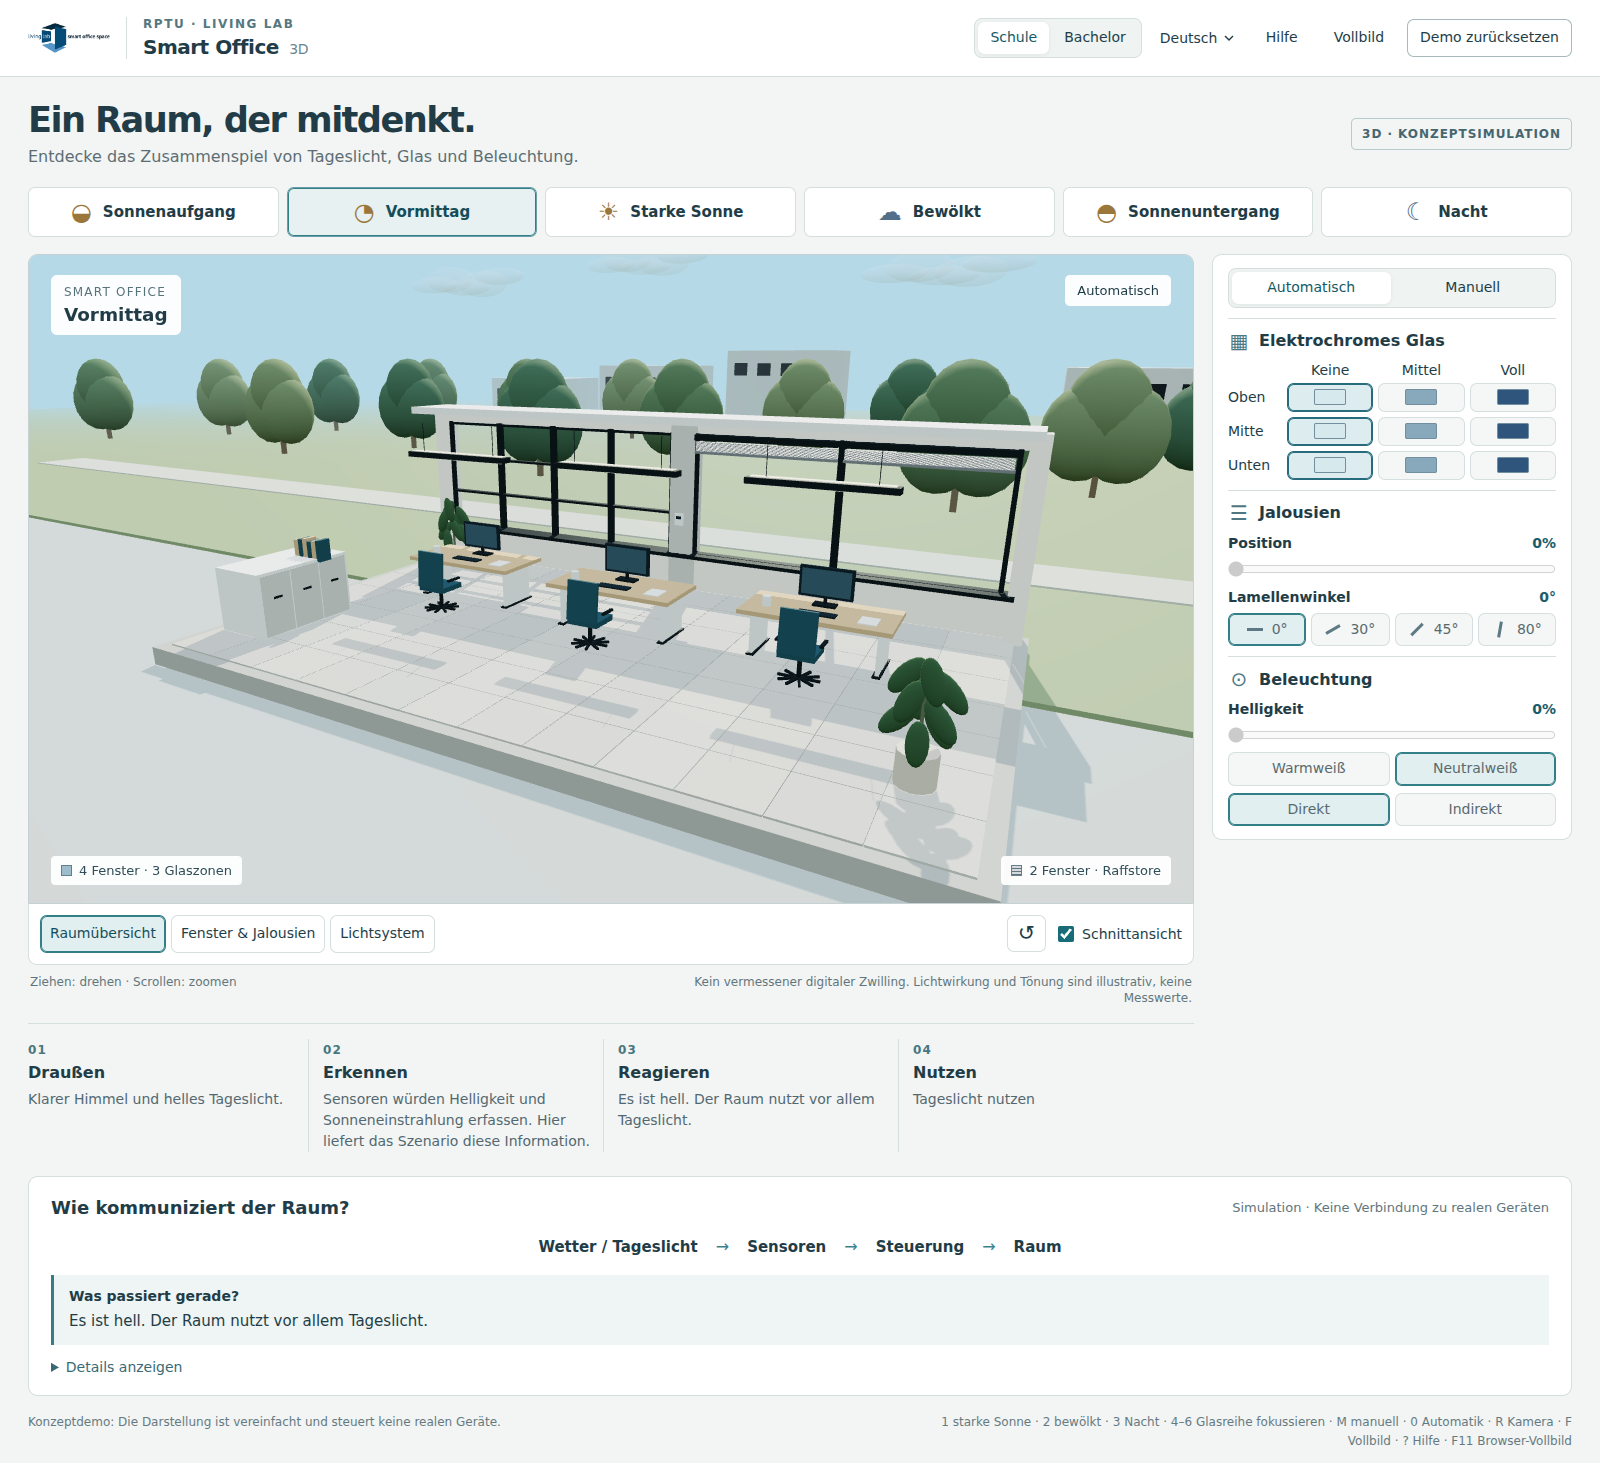 living lab smart office space
RPTU · LIVING LAB
Smart Office 3D
Schule
Bachelor
Deutsch
Hilfe
Vollbild
Demo zurücksetzen
Ein Raum, der mitdenkt.
Entdecke das Zusammenspiel von Tageslicht, Glas und Beleuchtung.
3D · KONZEPTSIMULATION
Sonnenaufgang
Vormittag
Starke Sonne
Bewölkt
Sonnenuntergang
Nacht
SMART OFFICE
Vormittag
Automatisch
4 Fenster · 3 Glaszonen
2 Fenster · Raffstore
Raumübersicht
Fenster & Jalousien
Lichtsystem
Schnittansicht
Ziehen: drehen · Scrollen: zoomen
Kein vermessener digitaler Zwilling. Lichtwirkung und Tönung sind illustrativ, keine
Messwerte.
Automatisch
Manuell
Elektrochromes Glas
Keine Mittel Voll
Oben
Mitte
Unten
Jalousien
Position 0%
Lamellenwinkel 0°
0° 30° 45° 80°
Beleuchtung
Helligkeit 0%
Warmweiß
Neutralweiß
Direkt
Indirekt
01
Draußen
Klarer Himmel und helles Tageslicht.
02
Erkennen
Sensoren würden Helligkeit und
Sonneneinstrahlung erfassen. Hier
liefert das Szenario diese Information.
03
Reagieren
Es ist hell. Der Raum nutzt vor allem
Tageslicht.
04
Nutzen
Tageslicht nutzen
Wie kommuniziert der Raum?
Simulation · Keine Verbindung zu realen Geräten
Wetter / Tageslicht → Sensoren → Steuerung → Raum
Was passiert gerade?
Es ist hell. Der Raum nutzt vor allem Tageslicht.
Details anzeigen
Konzeptdemo: Die Darstellung ist vereinfacht und steuert keine realen Geräte.
1 starke Sonne · 2 bewölkt · 3 Nacht · 4–6 Glasreihe fokussieren · M manuell · 0 Automatik · R Kamera · F
Vollbild · ? Hilfe · F11 Browser-Vollbild